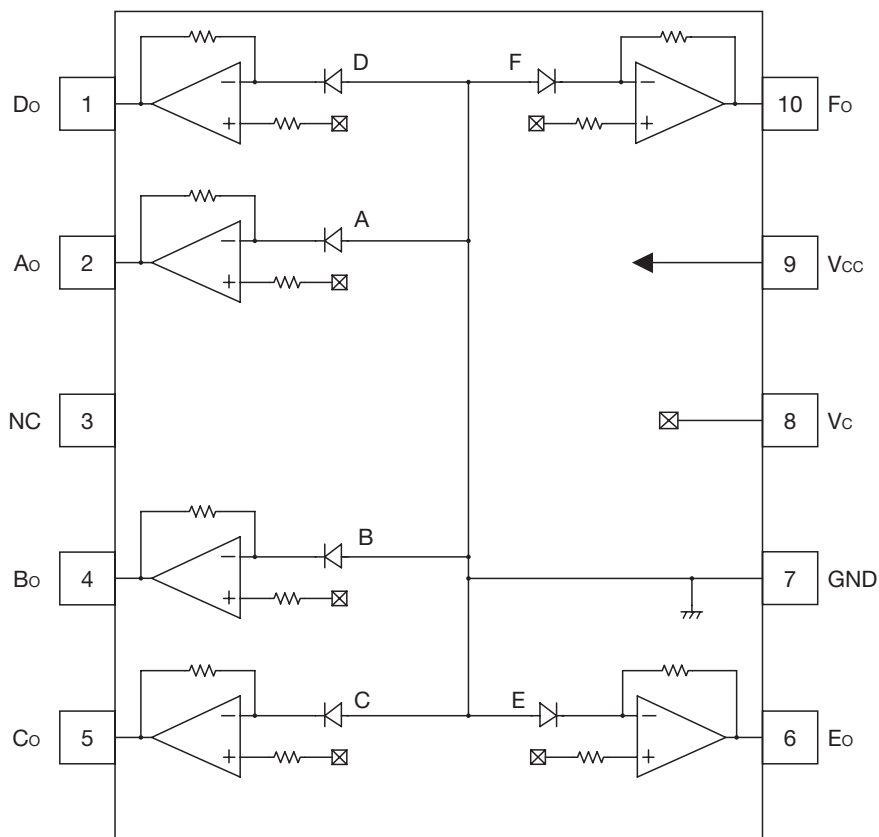 D F
DO 1 − − 10 FO
+ +
A
AO 2 − 9 VCC
+
NC 3 8 VC
B
BO 4 − 7 GND
+
C E
CO 5 − − 6 EO
+ +